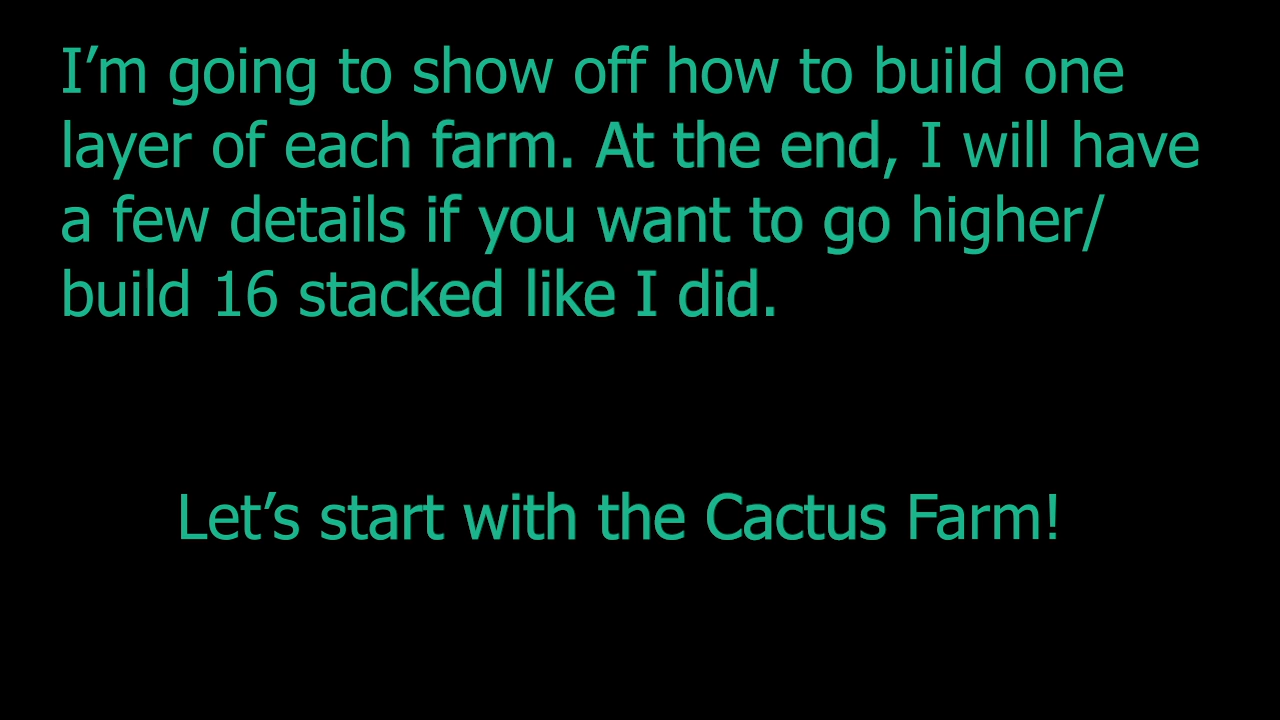 I’m going to show off how to build one
layer of each farm. At the end, I will have
a few details if you want to go higher/
build 16 stacked like I did.
Let’s start with the Cactus Farm!